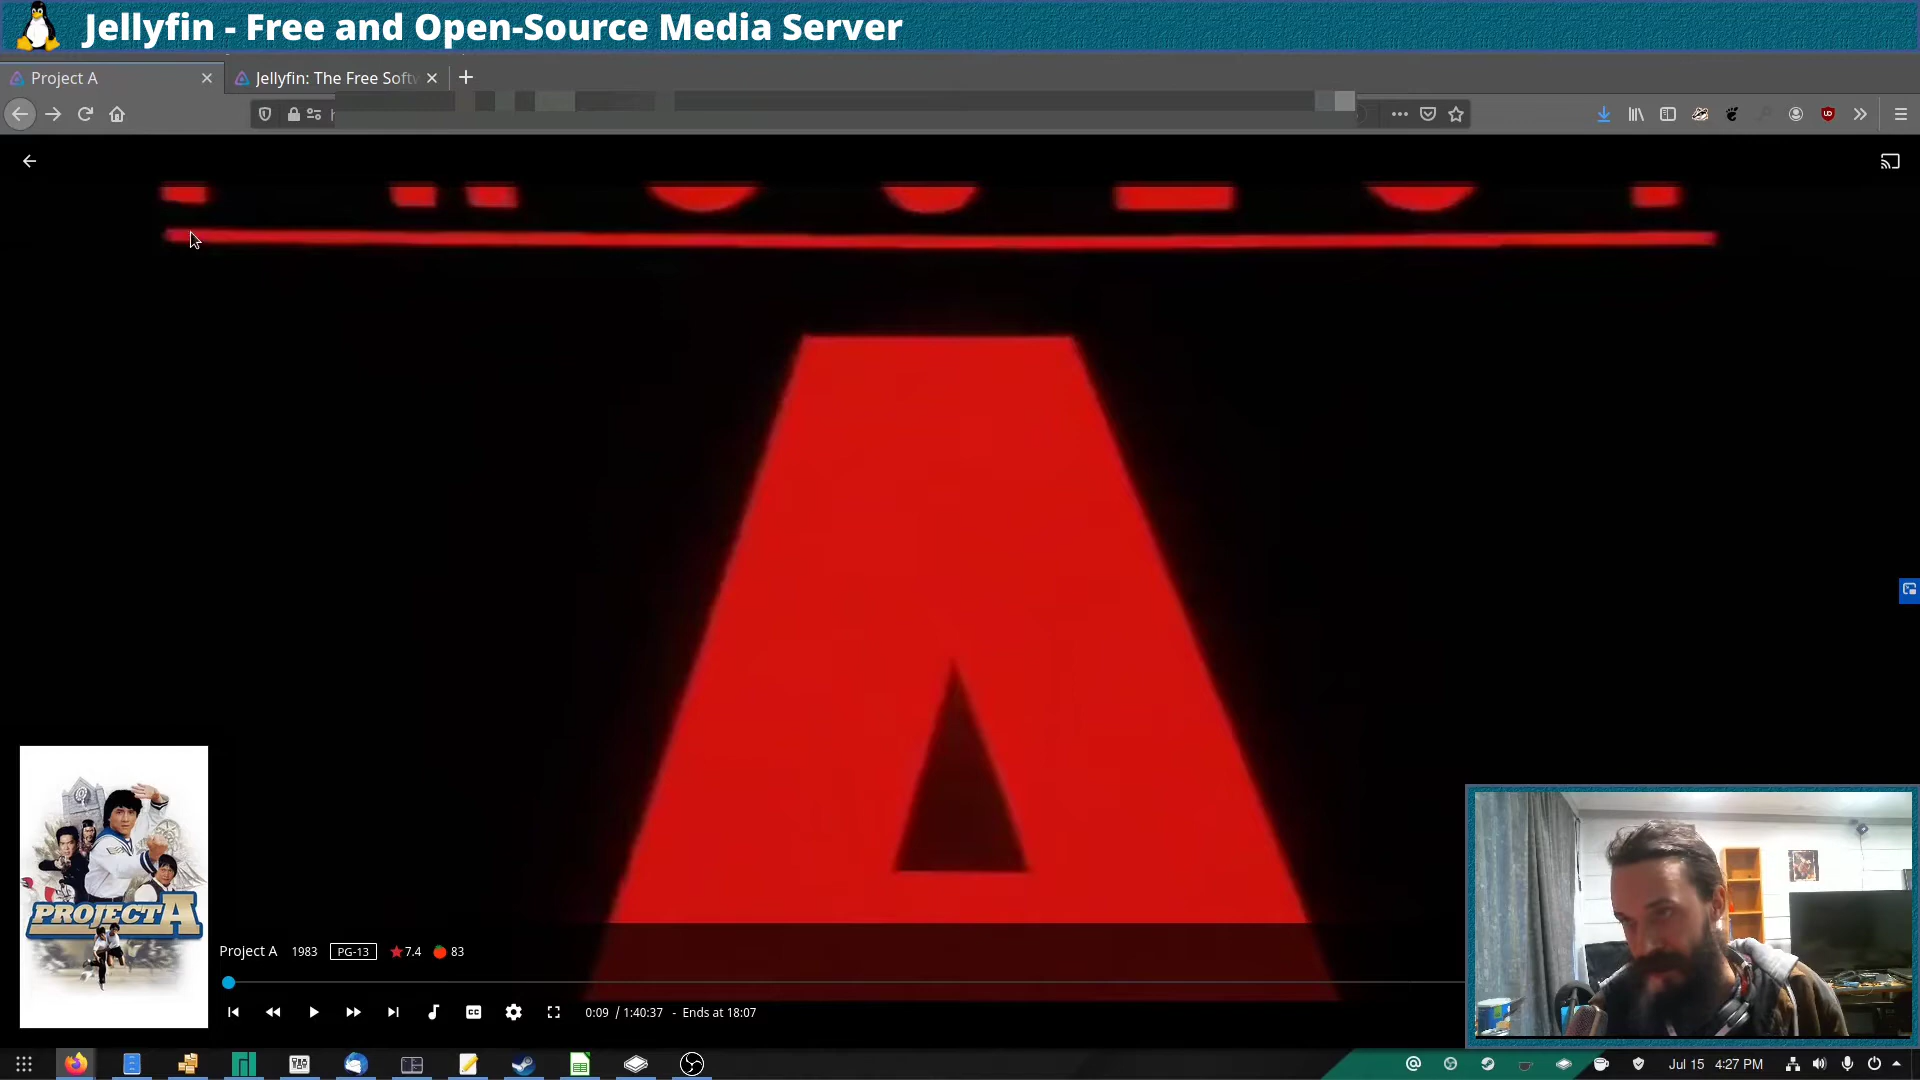 Jellyfin - Free and Open-Source Media Server
Project A
Jellyfin: The Free Softw
A
PROJECT A
Project A 1983 PG-13 7.4 83
0:09 / 1:40:37 - Ends at 18:07
Jul 15 4:27 PM